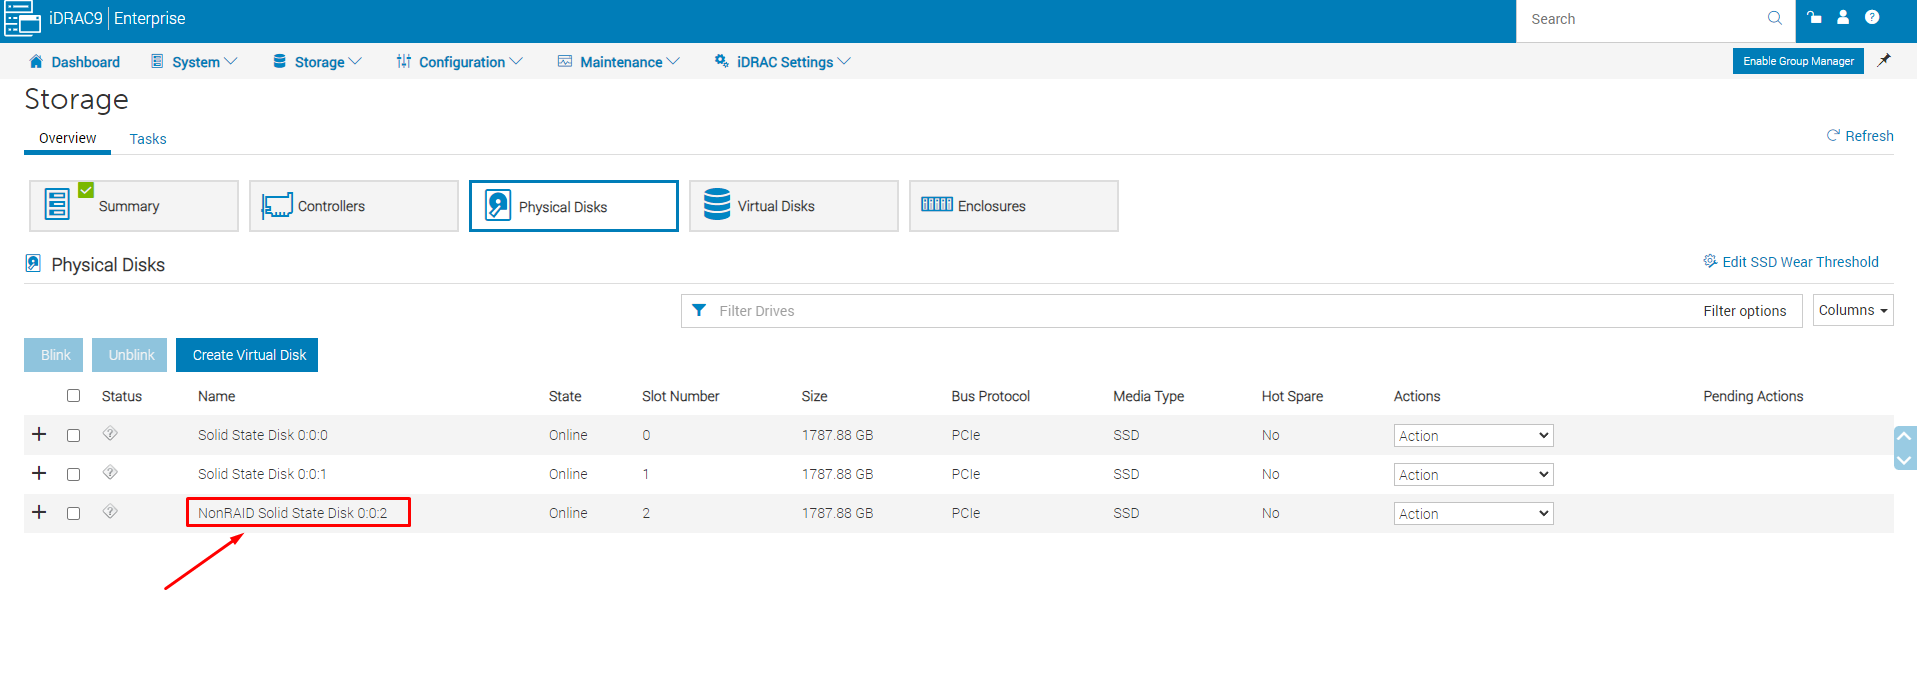 iDRAC9 | Enterprise
Search
Dashboard System Storage Configuration Maintenance iDRAC Settings Enable Group Manager
Storage
Overview Tasks Refresh
Summary Controllers Physical Disks Virtual Disks Enclosures
Physical Disks Edit SSD Wear Threshold
Filter Drives Filter options Columns
Blink Unblink Create Virtual Disk
Status Name State Slot Number Size Bus Protocol Media Type Hot Spare Actions Pending Actions
+ Solid State Disk 0:0:0 Online 0 1787.88 GB PCIe SSD No Action
+ Solid State Disk 0:0:1 Online 1 1787.88 GB PCIe SSD No Action
+ NonRAID Solid State Disk 0:0:2 Online 2 1787.88 GB PCIe SSD No Action